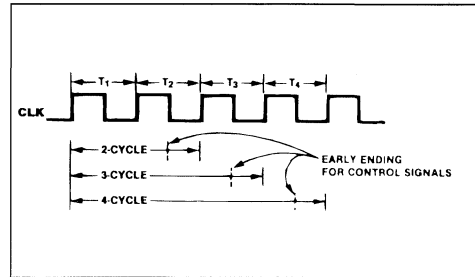 T1 T2 T3 T4
CLK
2-CYCLE
3-CYCLE
4-CYCLE
EARLY ENDING
FOR CONTROL SIGNALS